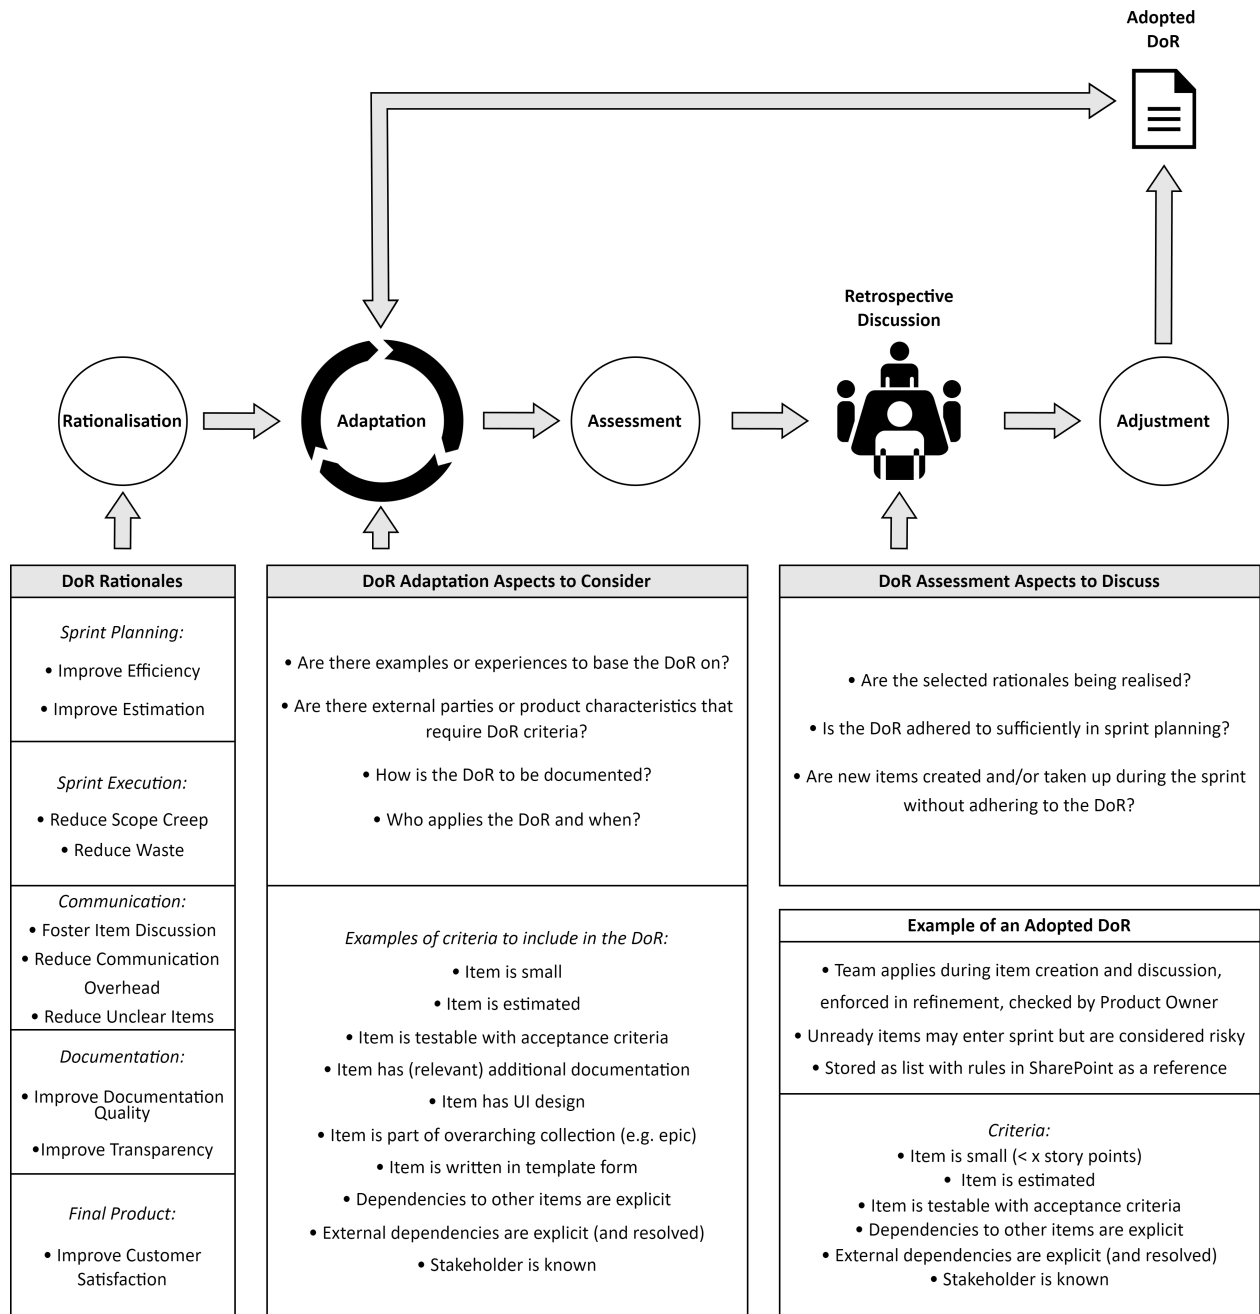 Adopted
DoR
Retrospective
Discussion
Rationalisation
Adaptation
Assessment
Adjustment
DoR Rationales
Sprint Planning:
• Improve Efficiency
• Improve Estimation
Sprint Execution:
• Reduce Scope Creep
• Reduce Waste
Communication:
• Foster Item Discussion
• Reduce Communication
Overhead
• Reduce Unclear Items
Documentation:
• Improve Documentation
Quality
•Improve Transparency
Final Product:
• Improve Customer
Satisfaction
DoR Adaptation Aspects to Consider
• Are there examples or experiences to base the DoR on?
• Are there external parties or product characteristics that
require DoR criteria?
• How is the DoR to be documented?
• Who applies the DoR and when?
Examples of criteria to include in the DoR:
• Item is small
• Item is estimated
• Item is testable with acceptance criteria
• Item has (relevant) additional documentation
• Item has UI design
• Item is part of overarching collection (e.g. epic)
• Item is written in template form
• Dependencies to other items are explicit
• External dependencies are explicit (and resolved)
• Stakeholder is known
DoR Assessment Aspects to Discuss
• Are the selected rationales being realised?
• Is the DoR adhered to sufficiently in sprint planning?
• Are new items created and/or taken up during the sprint
without adhering to the DoR?
Example of an Adopted DoR
• Team applies during item creation and discussion,
enforced in refinement, checked by Product Owner
• Unready items may enter sprint but are considered risky
• Stored as list with rules in SharePoint as a reference
Criteria:
• Item is small (< x story points)
• Item is estimated
• Item is testable with acceptance criteria
• Dependencies to other items are explicit
• External dependencies are explicit (and resolved)
• Stakeholder is known